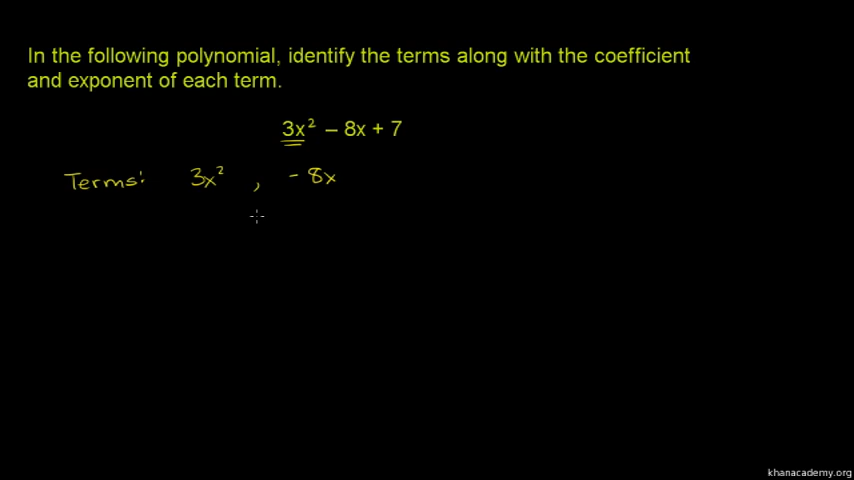 In the following polynomial, identify the terms along with the coefficient
and exponent of each term.
3x² – 8x + 7
Terms: 3x² , - 8x
khanacademy.org